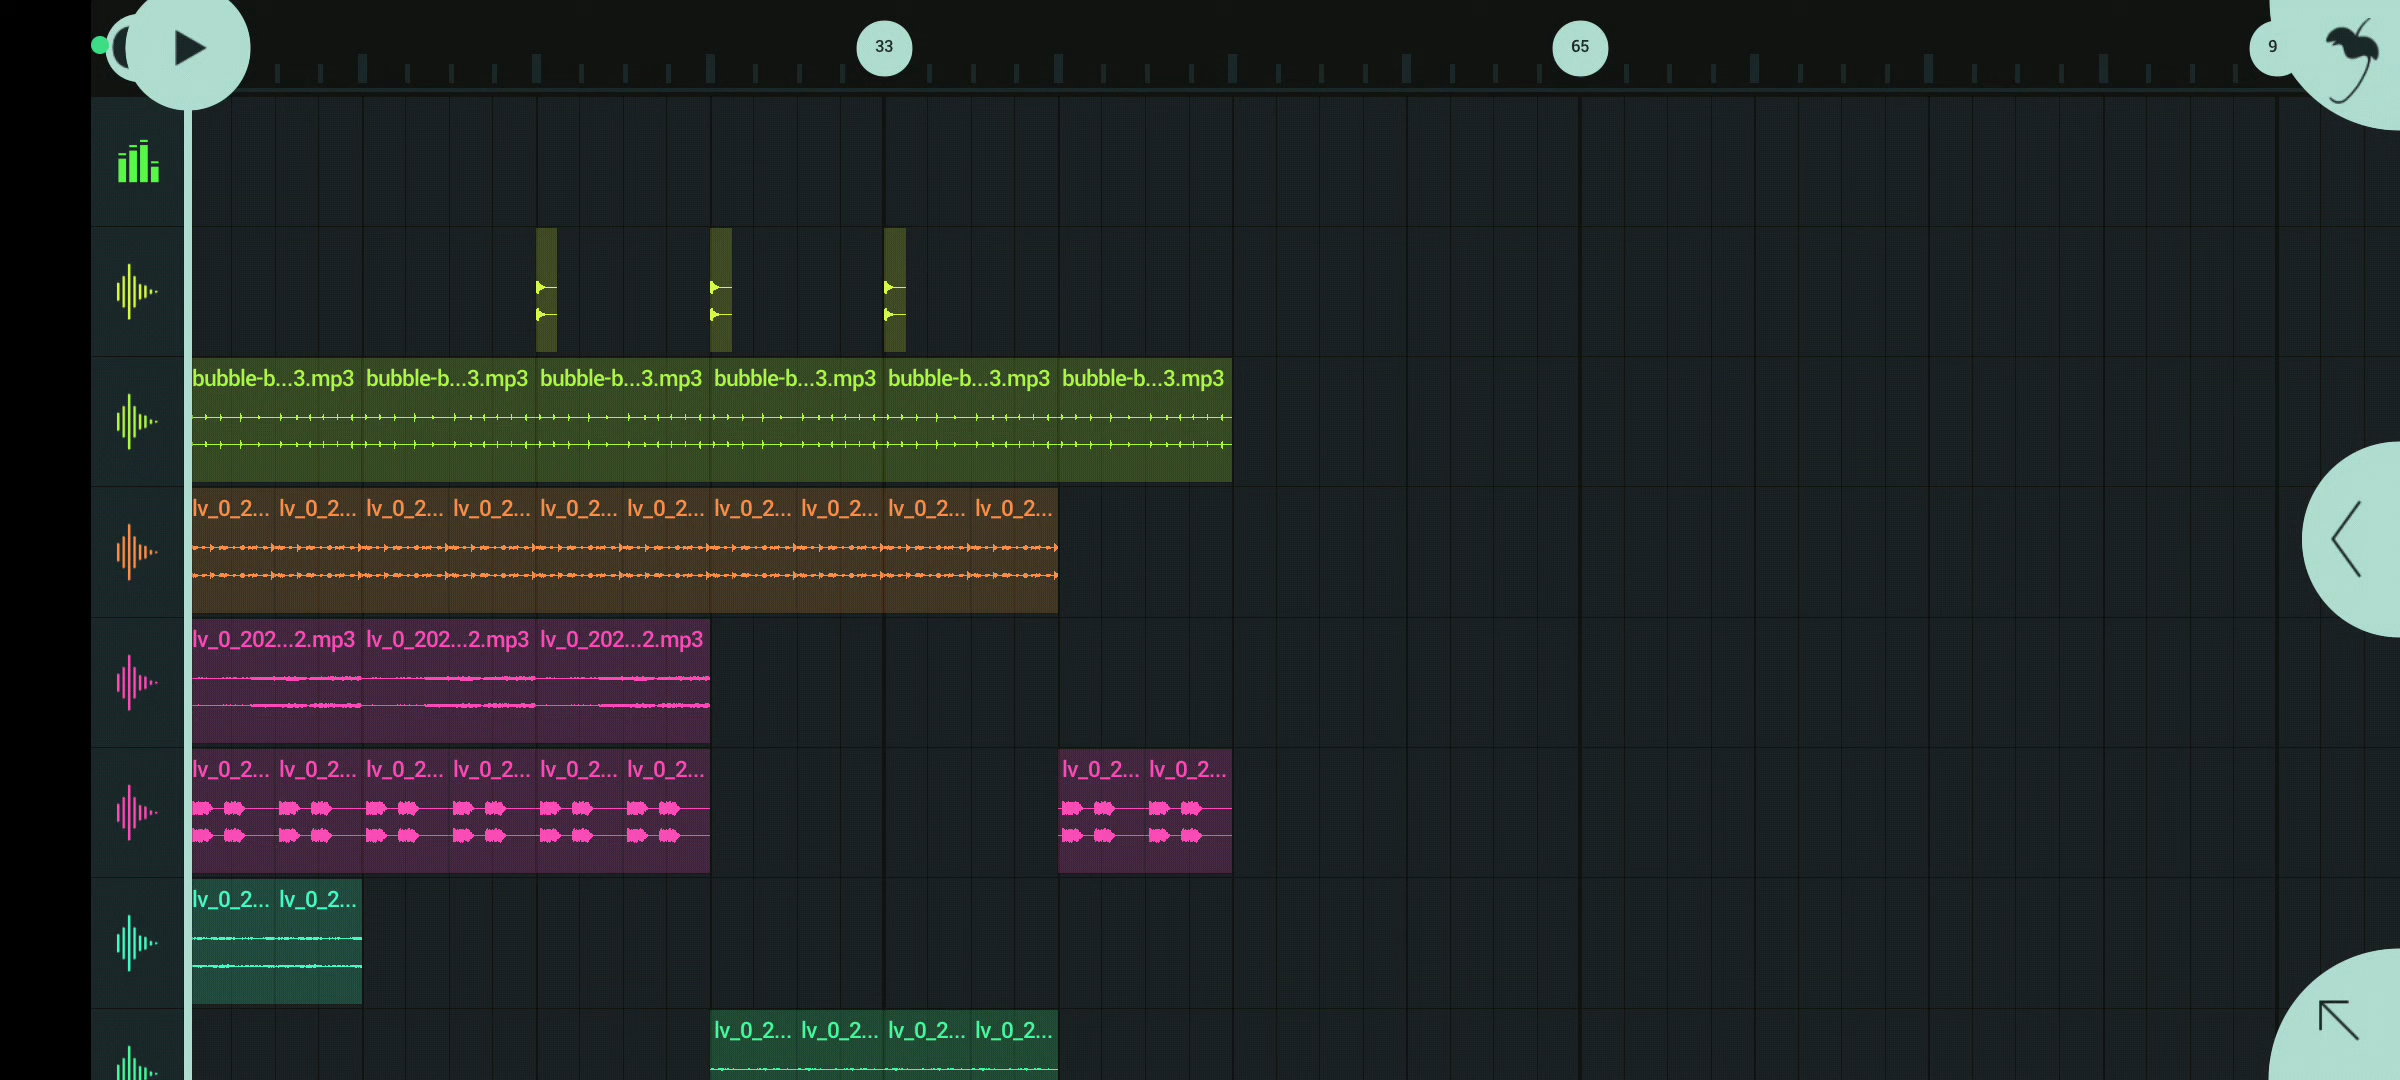 33
65
9
bubble-b...3.mp3 bubble-b...3.mp3 bubble-b...3.mp3 bubble-b...3.mp3 bubble-b...3.mp3 bubble-b...3.mp3
lv_0_2... lv_0_2... lv_0_2... lv_0_2... lv_0_2... lv_0_2... lv_0_2... lv_0_2... lv_0_2... lv_0_2...
lv_0_202...2.mp3 lv_0_202...2.mp3 lv_0_202...2.mp3
lv_0_2... lv_0_2... lv_0_2... lv_0_2... lv_0_2... lv_0_2... lv_0_2... lv_0_2...
lv_0_2... lv_0_2...
lv_0_2... lv_0_2... lv_0_2... lv_0_2...